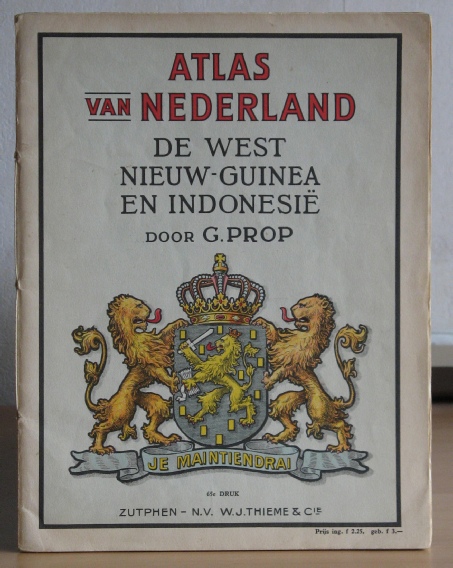 ATLAS
VAN NEDERLAND
DE WEST
NIEUW-GUINEA
EN INDONESIË
DOOR G. PROP
JE MAINTIENDRAI
61e DRUK
ZUTPHEN – N.V. W.J. THIEME & CIE
Prijs ing. f 2.25, geb. f 3.—